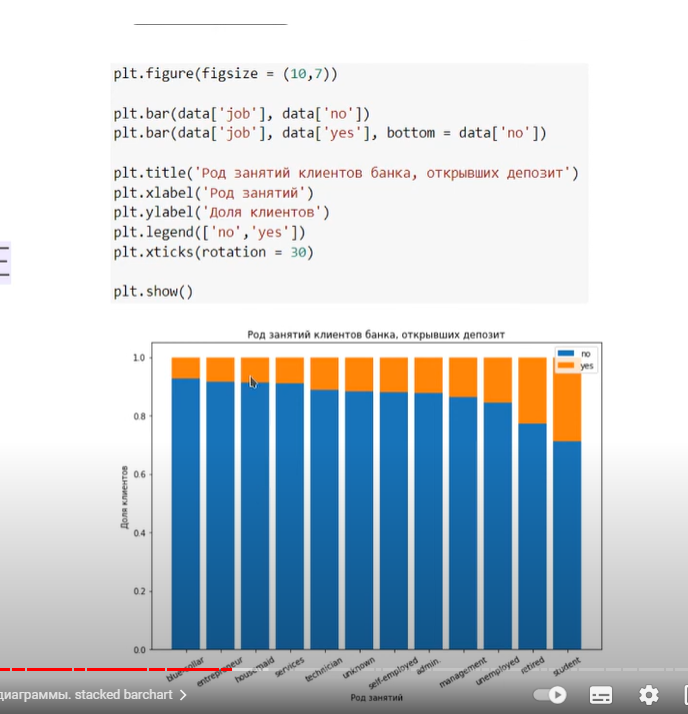 plt.figure(figsize = (10,7))
plt.bar(data['job'], data['no'])
plt.bar(data['job'], data['yes'], bottom = data['no'])
plt.title('Род занятий клиентов банка, открывших депозит')
plt.xlabel('Род занятий')
plt.ylabel('Доля клиентов')
plt.legend(['no','yes'])
plt.xticks(rotation = 30)
plt.show()
Род занятий клиентов банка, открывших депозит
no
yes
1.0
0.8
0.6
0.4
0.2
0.0
Доля клиентов
blue-collar
entrepreneur
housemaid
services
technician
unknown
self-employed
admin.
management
unemployed
retired
student
Род занятий
диаграммы. stacked barchart